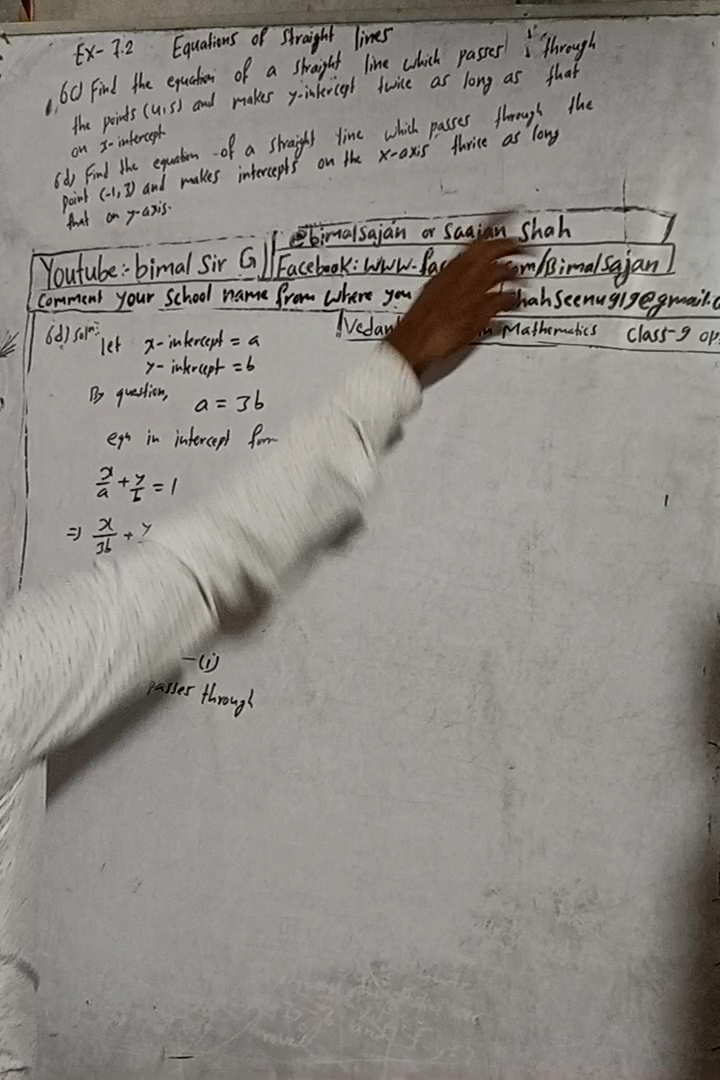 Ex- 7.2 Equations of Straight lines
6c) Find the equation of a straight line which passes through
the points (4,5) and makes y-intercept twice as long as that
on x-intercept
6d) Find the equation of a straight line which passes through the
point (-1, 3) and makes intercepts on the x-axis thrice as long
that on y-axis.
@bimalsajan or Saajan Shah
Youtube:- bimal Sir G
Facebook: www.fac om/Bimalsajan
Comment your School name from where you
hahseenu919@gmail.c
Vedan Mathematics Class-9 op
6d) Soln:
let x-intercept = a
y-intercept = b
By question,
a = 3b
eqn in intercept form
x/a + y/b = 1
=> x/3b + y
-(i)
passes through